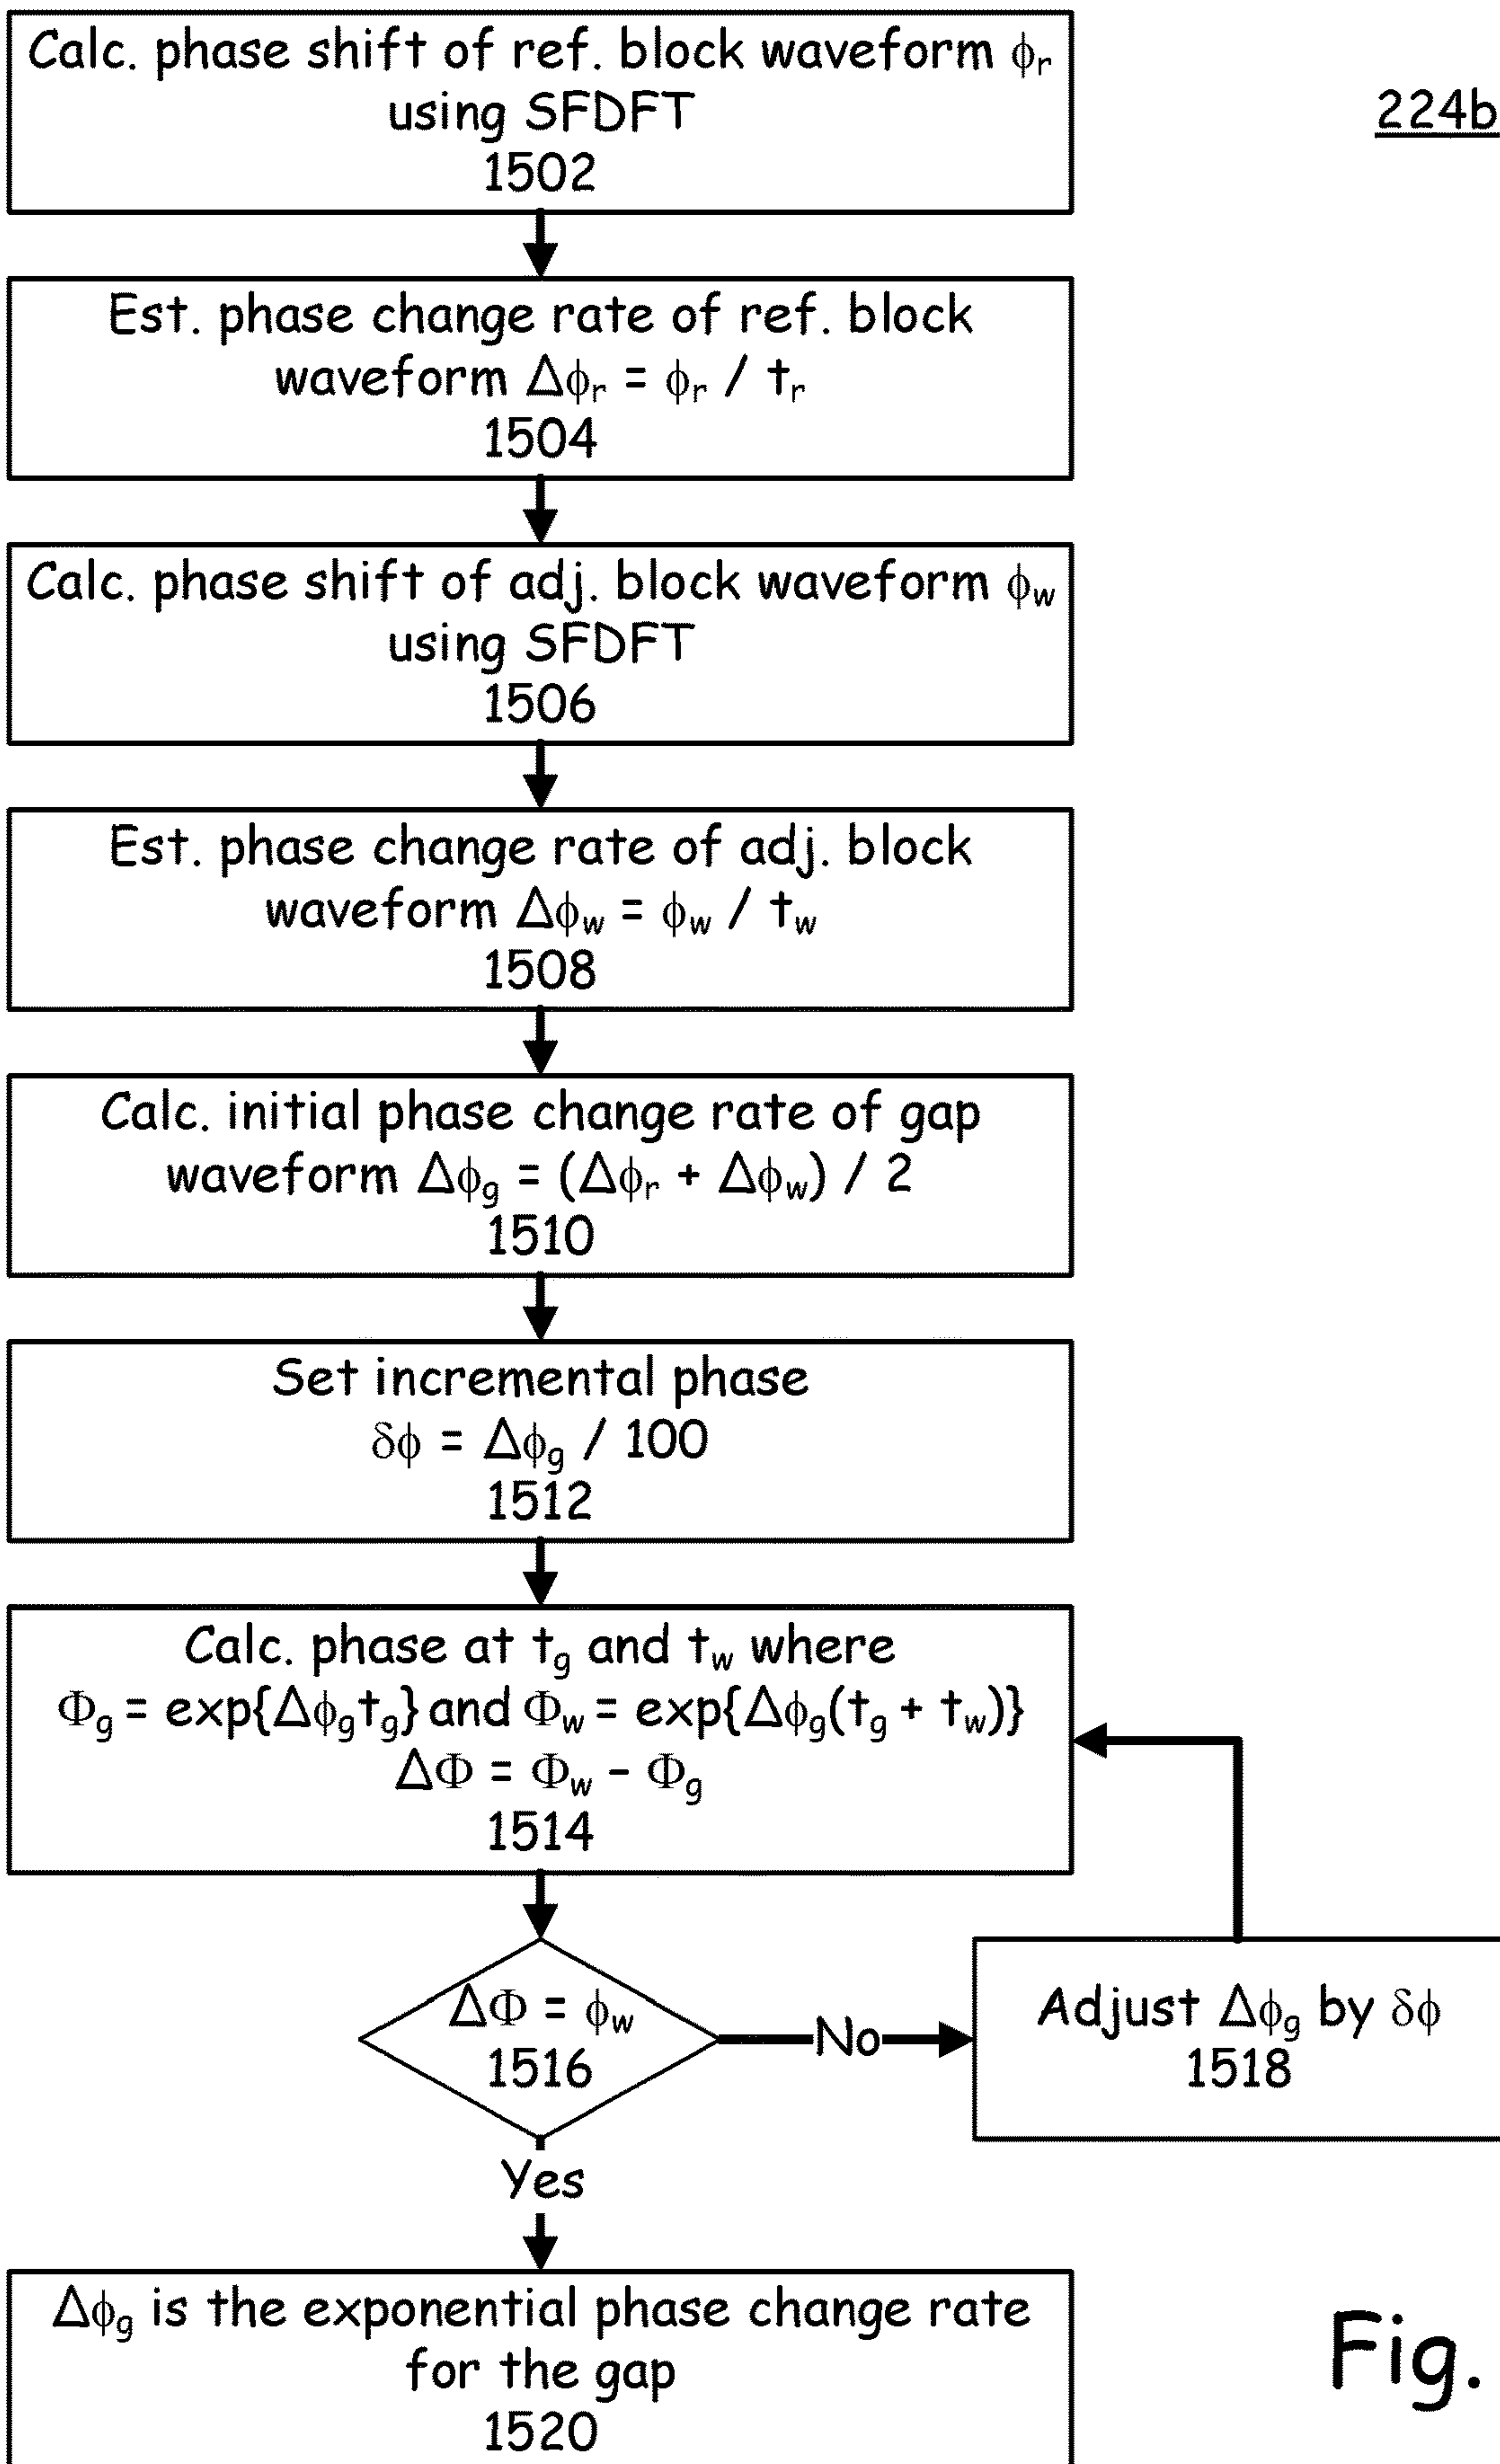 Calc. phase shift of ref. block waveform ϕr
using SFDFT
1502
224b
Est. phase change rate of ref. block
waveform Δϕr = ϕr / tr
1504
Calc. phase shift of adj. block waveform ϕw
using SFDFT
1506
Est. phase change rate of adj. block
waveform Δϕw = ϕw / tw
1508
Calc. initial phase change rate of gap
waveform Δϕg = (Δϕr + Δϕw) / 2
1510
Set incremental phase
δϕ = Δϕg / 100
1512
Calc. phase at tg and tw where
Φg = exp{Δϕgtg} and Φw = exp{Δϕg(tg + tw)}
ΔΦ = Φw - Φg
1514
ΔΦ = ϕw
1516
No
Adjust Δϕg by δϕ
1518
Yes
Δϕg is the exponential phase change rate
for the gap
1520
Fig.